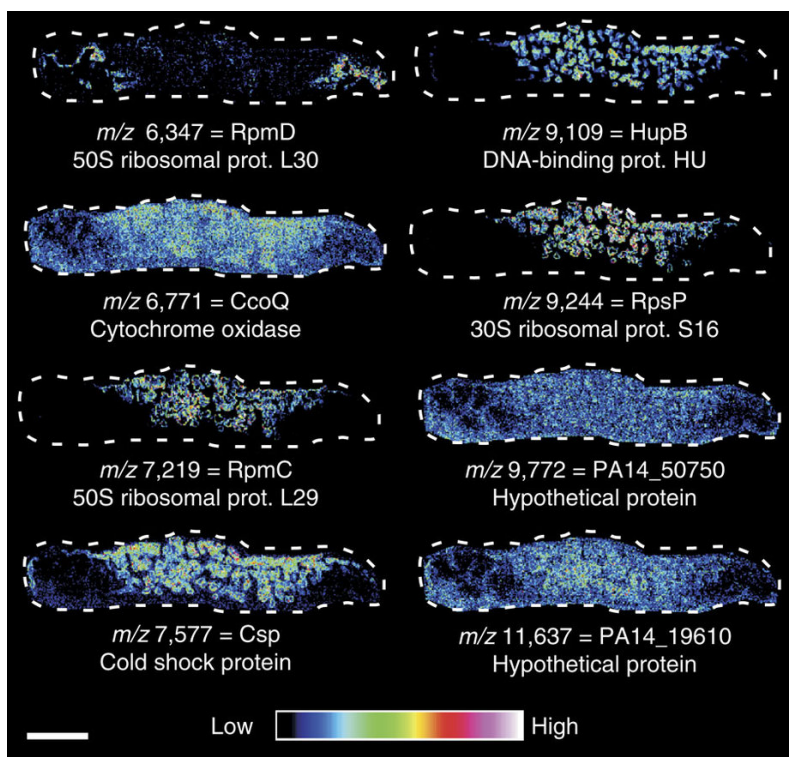 m/z 6,347 = RpmD
50S ribosomal prot. L30
m/z 9,109 = HupB
DNA-binding prot. HU
m/z 6,771 = CcoQ
Cytochrome oxidase
m/z 9,244 = RpsP
30S ribosomal prot. S16
m/z 7,219 = RpmC
50S ribosomal prot. L29
m/z 9,772 = PA14_50750
Hypothetical protein
m/z 7,577 = Csp
Cold shock protein
m/z 11,637 = PA14_19610
Hypothetical protein
Low High